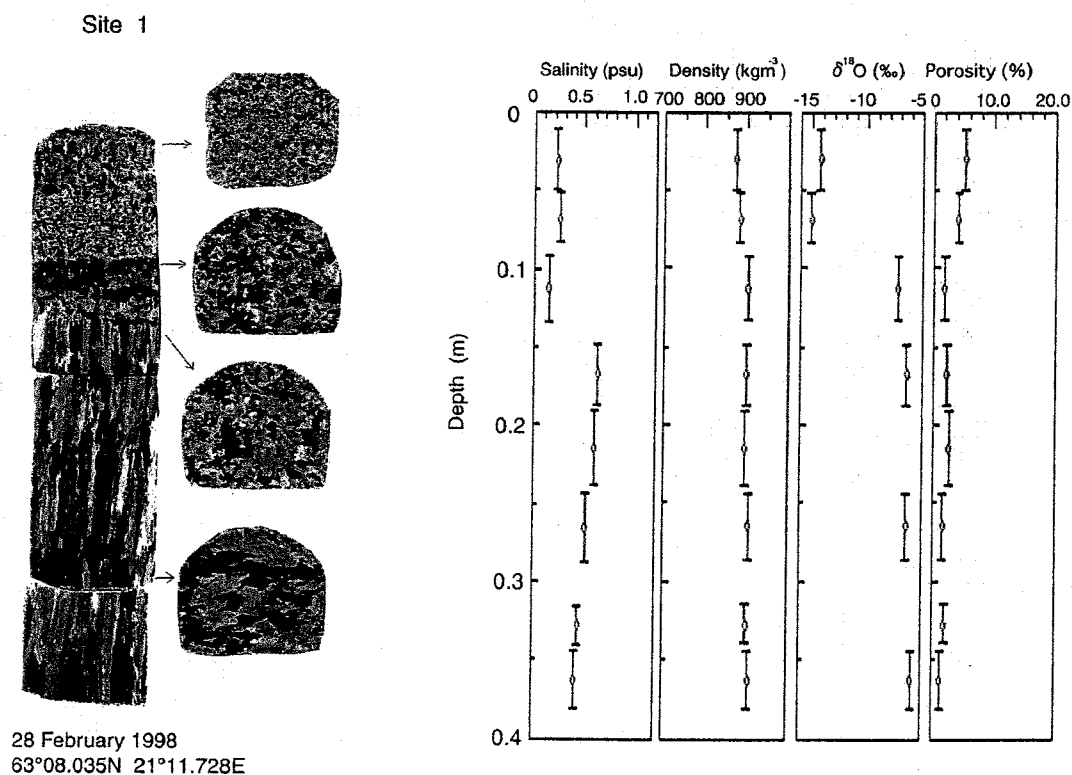 Site 1
Salinity (psu) Density (kgm⁻³) δ¹⁸O (‰) Porosity (%)
0 0.5 1.0 700 800 900 -15 -10 -5 0 10.0 20.0
0
0.1
0.2
0.3
0.4
Depth (m)
28 February 1998
63°08.035N 21°11.728E